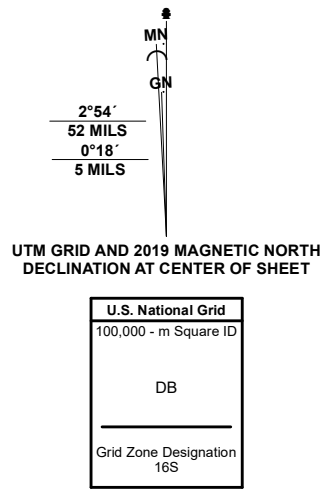 MN
GN
2°54´
52 MILS
0°18´
5 MILS
UTM GRID AND 2019 MAGNETIC NORTH
DECLINATION AT CENTER OF SHEET
U.S. National Grid
100,000 - m Square ID
DB
Grid Zone Designation
16S